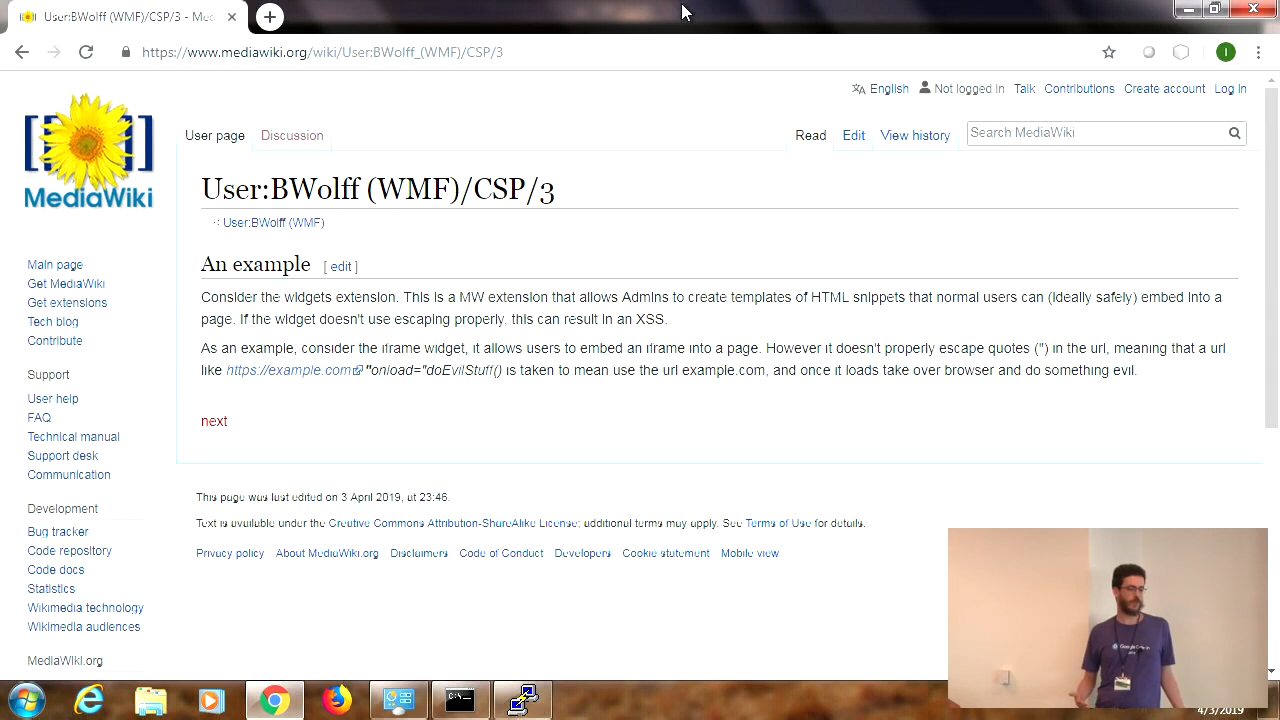 User:BWolff (WMF)/CSP/3 - Mec
https://www.mediawiki.org/wiki/User:BWolff_(WMF)/CSP/3
I
English Not logged in Talk Contributions Create account Log in
User page Discussion Read Edit View history Search MediaWiki
MEDIAWIKI
User:BWolff (WMF)/CSP/3
User:BWolff (WMF)
Main page
Get MediaWiki
Get extensions
Tech blog
Contribute
Support
User help
FAQ
Technical manual
Support desk
Communication
Development
Bug tracker
Code repository
Code docs
Statistics
Wikimedia technology
Wikimedia audiences
MediaWiki.org
An example [ edit ]
Consider the widgets extension. This is a MW extension that allows Admins to create templates of HTML snippets that normal users can (ideally safely) embed into a
page. If the widget doesn't use escaping properly, this can result in an XSS.
As an example, consider the iframe widget, it allows users to embed an iframe into a page. However it doesn't properly escape quotes (") in the url, meaning that a url
like https://example.com "onload="doEvilStuff() is taken to mean use the url example.com, and once it loads take over browser and do something evil.
next
This page was last edited on 3 April 2019, at 23:46.
Text is available under the Creative Commons Attribution-ShareAlike License; additional terms may apply. See Terms of Use for details.
Privacy policy About MediaWiki.org Disclaimers Code of Conduct Developers Cookie statement Mobile view
4/3/2019